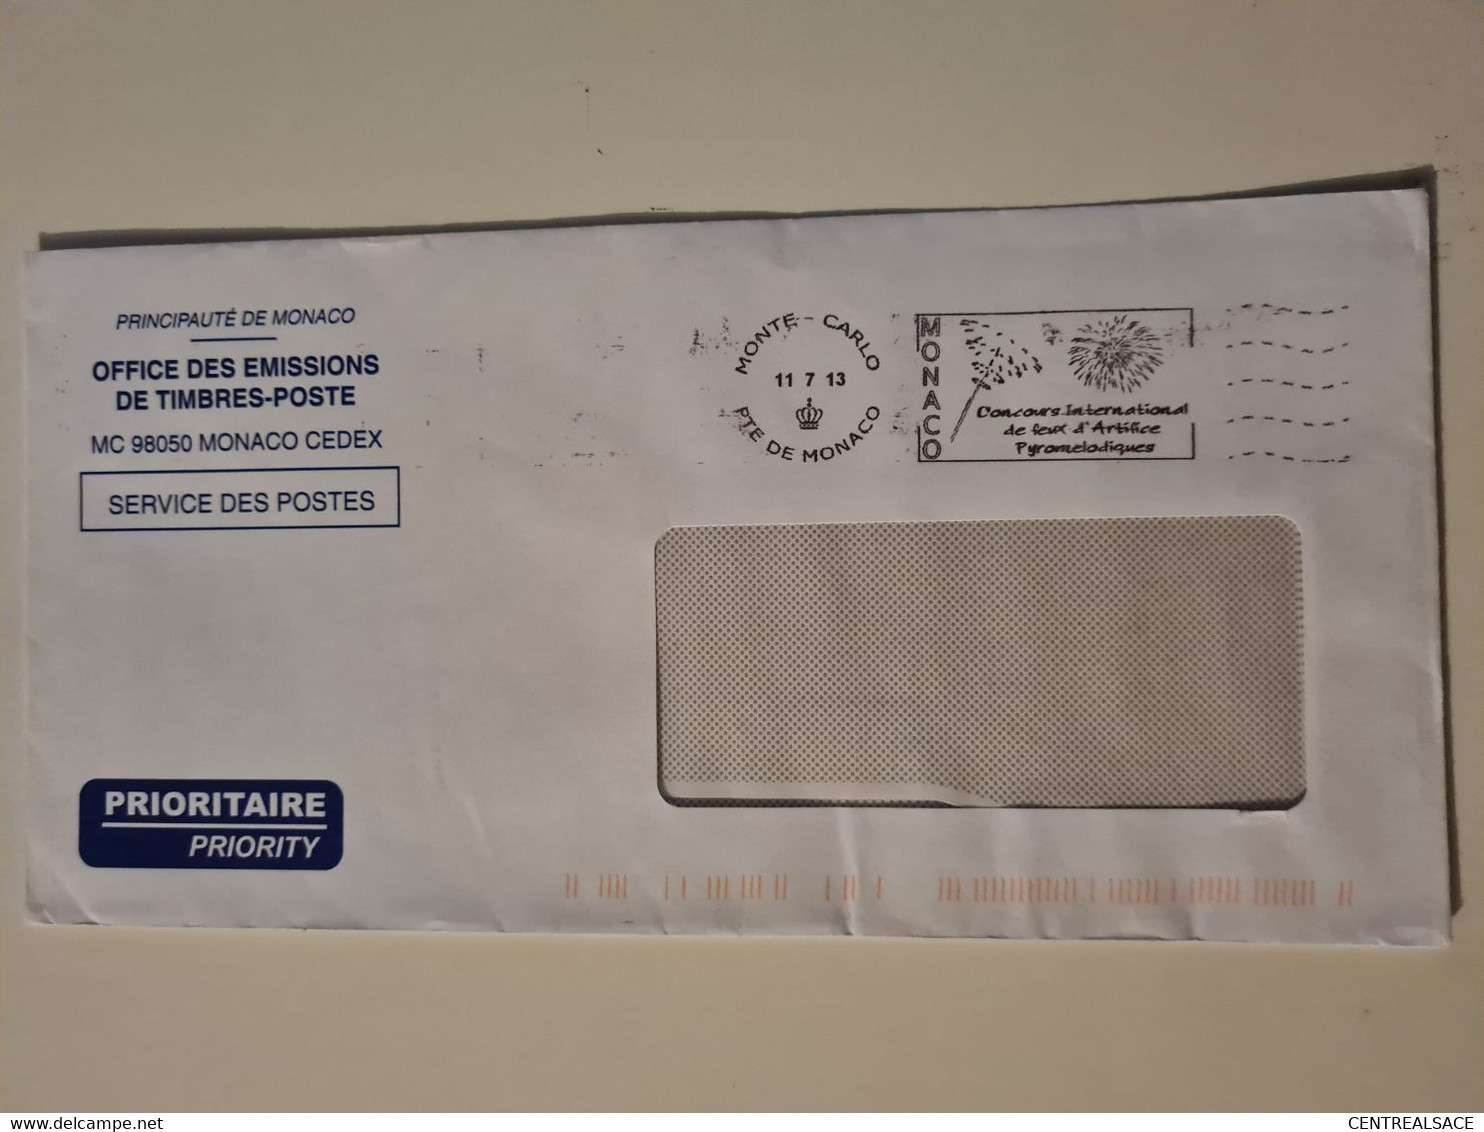 PRINCIPAUTÉ DE MONACO
OFFICE DES EMISSIONS
DE TIMBRES-POSTE
MC 98050 MONACO CEDEX
SERVICE DES POSTES
MONTE - CARLO
11 7 13
PTE DE MONACO
MONACO
Concours International
de feux d'Artifice
Pyromelodiques
PRIORITAIRE
PRIORITY
delcampe.net
CENTREALSACE